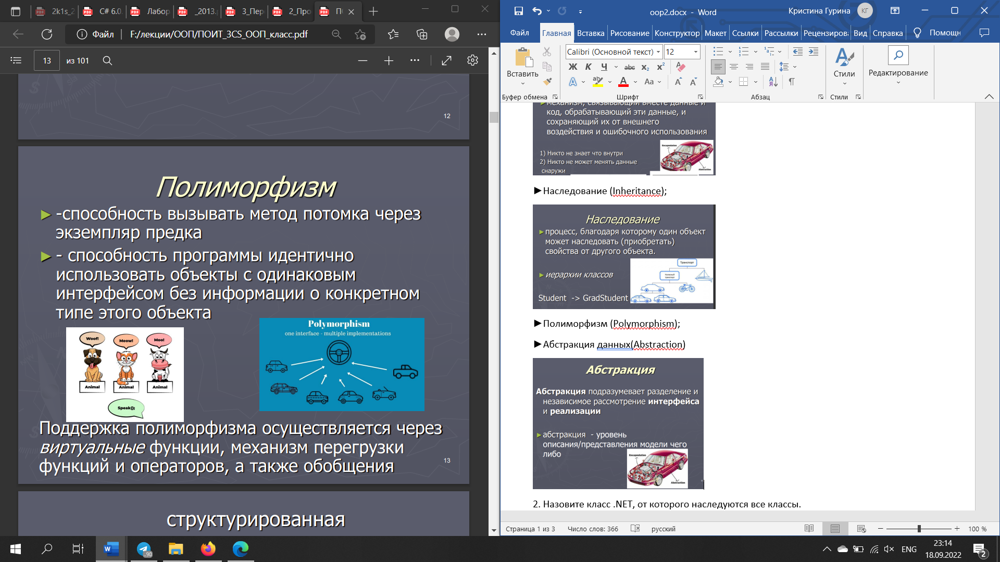 2k1s_2
C# 6.0.
Лабор
_2013.
3_Пер
2_Про
ПО
Файл
F:/лекции/ООП/ПОИТ_3CS_ООП_класс.pdf
13
из 101
12
Полиморфизм
►-способность вызывать метод потомка через
экземпляр предка
►- способность программы идентично
использовать объекты с одинаковым
интерфейсом без информации о конкретном
типе этого объекта
Woof!
Meow!
Moo!
Animal
Animal
Animal
Speak();
Polymorphism
one interface - multiple implementations
Поддержка полиморфизма осуществляется через
виртуальные функции, механизм перегрузки
функций и операторов, а также обобщения
13
структурированная
oop2.docx - Word
Кристина Гурина
КГ
Файл
Главная
Вставка
Рисование
Конструктор
Макет
Ссылки
Рассылки
Рецензирова
Вид
Справка
Помощн
Вставить
Буфер обмена
Calibri (Основной текст)
12
Ж К Ч abc x₂ x²
Aa
Шрифт
Абзац
Стили
Стили
Редактирование
►механизм, связывающий вместе данные и
код, обрабатывающий эти данные, и
сохраняющий их от внешнего
воздействия и ошибочного использования
1) Никто не знает что внутри
2) Никто не может менять данные
снаружи
Encapsulation
Abstraction
►Наследование (Inheritance);
Наследование
►процесс, благодаря которому один объект
может наследовать (приобретать)
свойства от другого объекта.
►иерархии классов
Student -> GradStudent
Транспорт
Колесный
транспорт
►Полиморфизм (Polymorphism);
►Абстракция данных(Abstraction)
Абстракция
Абстракция подразумевает разделение и
независимое рассмотрение интерфейса
и реализации
►абстракция - уровень
описания/представления модели чего
либо
Encapsulation
Abstraction
2. Назовите класс .NET, от которого наследуются все классы.
Страница 1 из 3
Число слов: 366
русский
100 %
90
ENG
23:14
18.09.2022
2